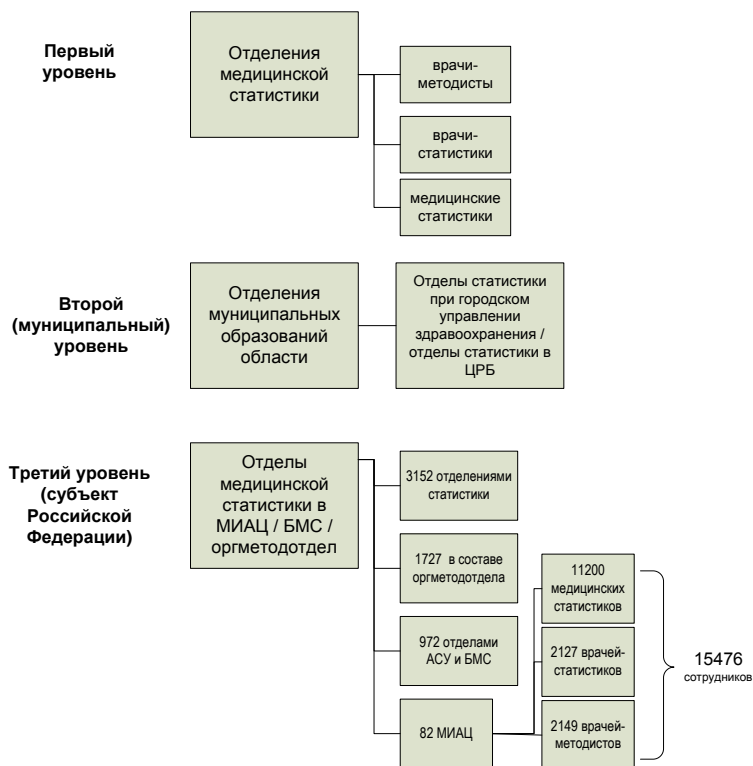 Первый
уровень
Отделения
медицинской
статистики
врачи-
методисты
врачи-
статистики
медицинские
статистики
Второй
(муниципальный)
уровень
Отделения
муниципальных
образований
области
Отделы статистики
при городском
управлении
здравоохранения /
отделы статистики в
ЦРБ
Третий уровень
(субъект
Российской
Федерации)
Отделы
медицинской
статистики в
МИАЦ / БМС /
оргметодотдел
3152 отделениями
статистики
1727 в составе
оргметодотдела
972 отделами
АСУ и БМС
82 МИАЦ
11200
медицинских
статистиков
2127 врачей-
статистиков
2149 врачей-
методистов
15476
сотрудников